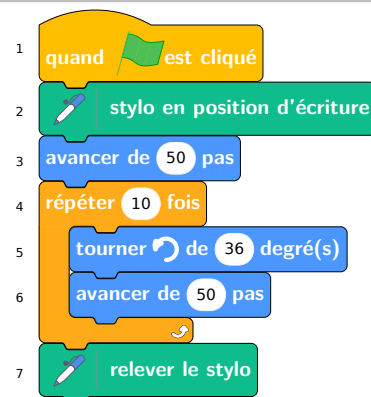 1 quand est cliqué
2 stylo en position d'écriture
3 avancer de 50 pas
4 répéter 10 fois
5 tourner de 36 degré(s)
6 avancer de 50 pas
7 relever le stylo